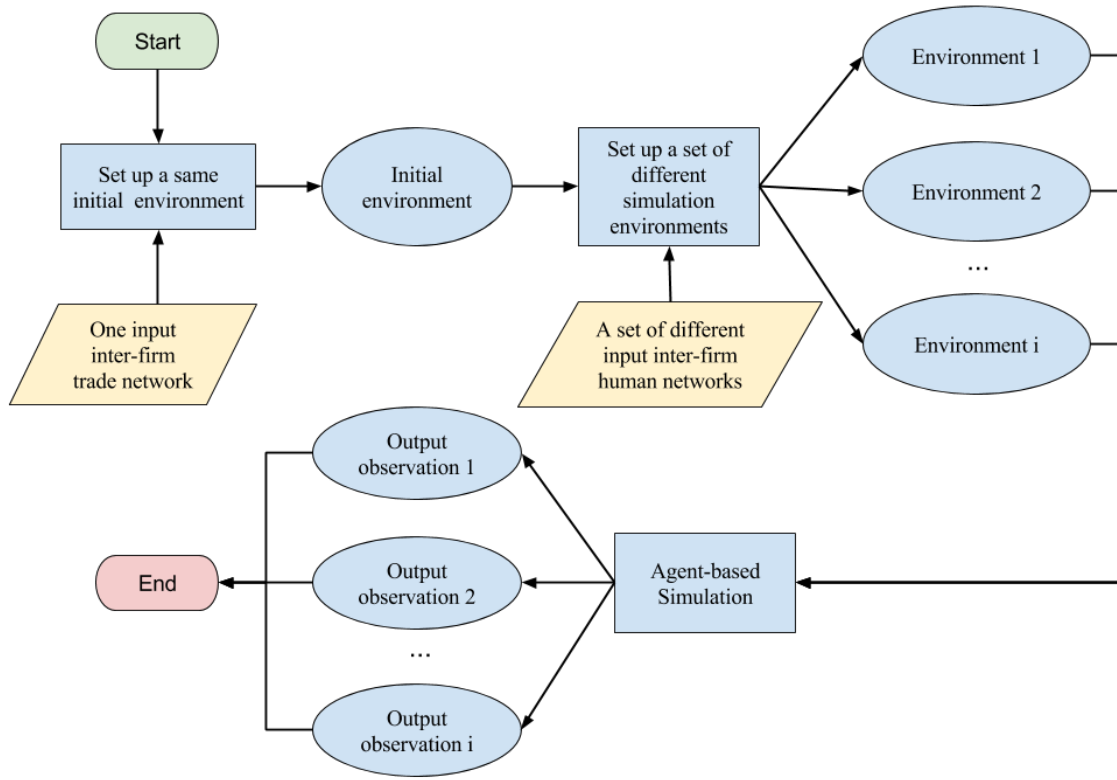 Start
Set up a same
initial environment
One input
inter-firm
trade network
Initial
environment
Set up a set of
different
simulation
environments
A set of different
input inter-firm
human networks
Environment 1
Environment 2
...
Environment i
Output
observation 1
Output
observation 2
...
Output
observation i
Agent-based
Simulation
End